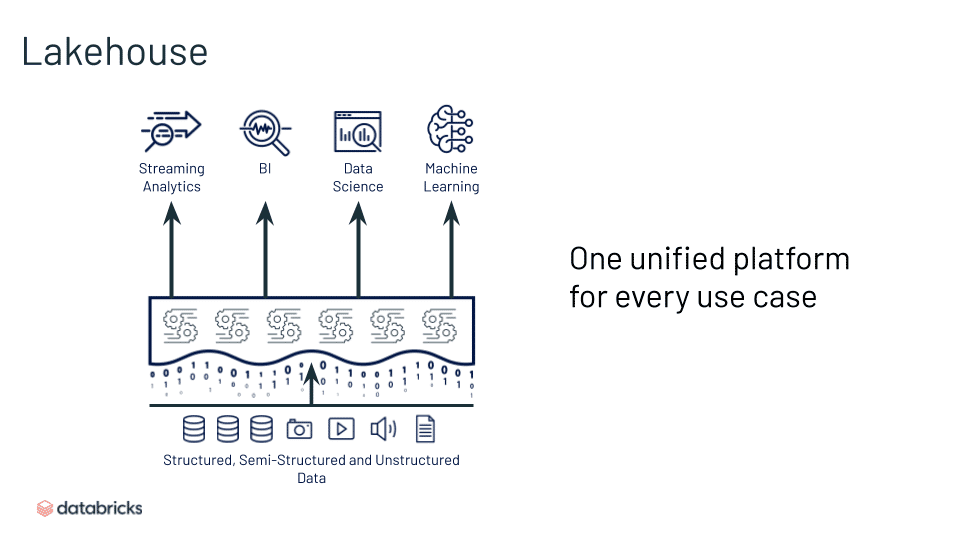 Lakehouse
Streaming
Analytics
BI
Data
Science
Machine
Learning
One unified platform
for every use case
Structured, Semi-Structured and Unstructured
Data
databricks